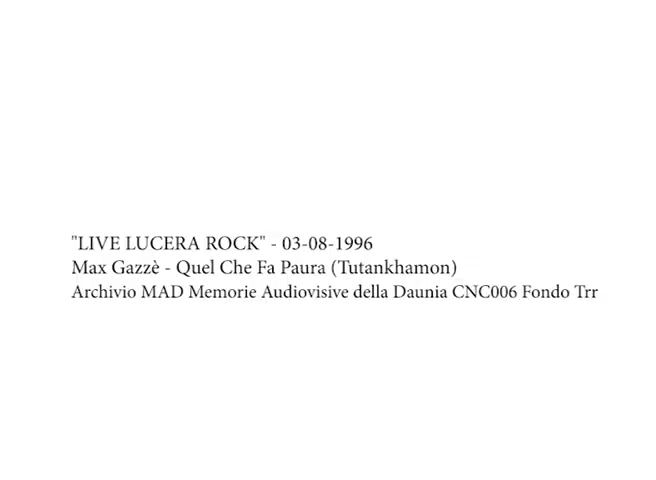 "LIVE LUCERA ROCK" - 03-08-1996
Max Gazzè - Quel Che Fa Paura (Tutankhamon)
Archivio MAD Memorie Audiovisive della Daunia CNC006 Fondo Trr